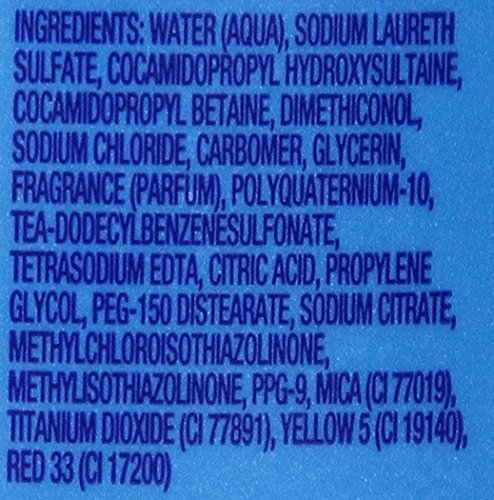 INGREDIENTS: WATER (AQUA), SODIUM LAURETH
SULFATE, COCAMIDOPROPYL HYDROXYSULTAINE,
COCAMIDOPROPYL BETAINE, DIMETHICONOL,
SODIUM CHLORIDE, CARBOMER, GLYCERIN,
FRAGRANCE (PARFUM), POLYQUATERNIUM-10,
TEA-DODECYLBENZENESULFONATE,
TETRASODIUM EDTA, CITRIC ACID, PROPYLENE
GLYCOL, PEG-150 DISTEARATE, SODIUM CITRATE,
METHYLCHLOROISOTHIAZOLINONE,
METHYLISOTHIAZOLINONE, PPG-9, MICA (CI 77019),
TITANIUM DIOXIDE (CI 77891), YELLOW 5 (CI 19140),
RED 33 (CI 17200)